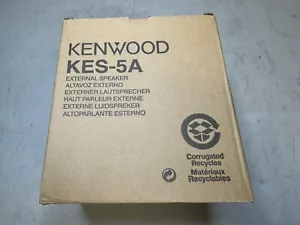 KENWOOD
KES-5A
EXTERNAL SPEAKER
ALTAVOZ EXTERNO
EXTERNER LAUTSPRECHER
HAUT PARLEUR EXTERNE
EXTERNE LUIDSPREKER
ALTOPARLANTE ESTERNO
Corrugated
Recycles
Matériaux
Recyclables